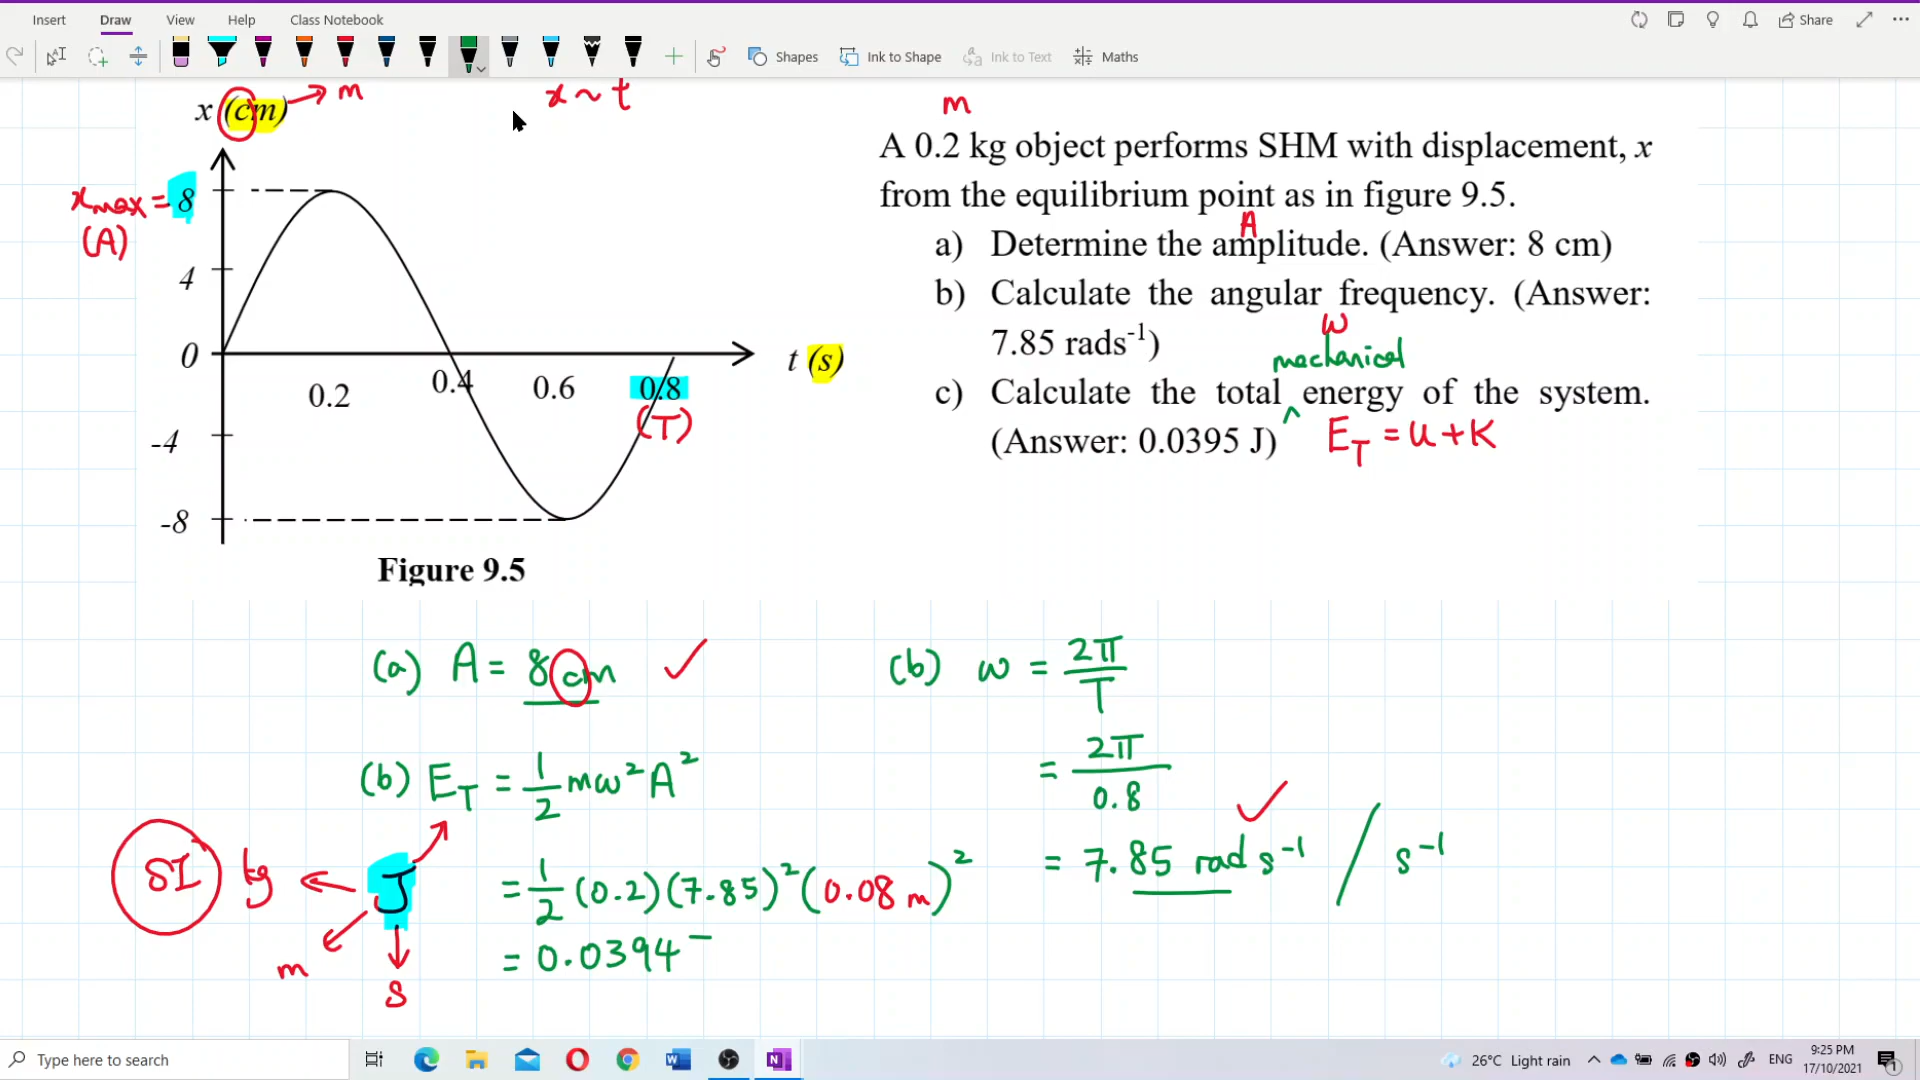 Insert Draw View Help Class Notebook Share
Shapes Ink to Shape Ink to Text Maths
x (cm) → m
x ~ t
m
A 0.2 kg object performs SHM with displacement, x
from the equilibrium point as in figure 9.5.
A
a) Determine the amplitude. (Answer: 8 cm)
b) Calculate the angular frequency. (Answer:
7.85 rads⁻¹)
ω
mechanical
c) Calculate the total energy of the system.
^
(Answer: 0.0395 J) E_T = U + K
x_max = 8
(A)
4
0
-4
-8
0.2 0.4 0.6 0.8
(T)
t (s)
Figure 9.5
(a) A = 8 cm ✓
(b) ω = 2π/T
= 2π/0.8
= 7.85 rad s⁻¹ ✓ / s⁻¹
(b) E_T = 1/2 mω²A²
= 1/2 (0.2)(7.85)²(0.08 m)²
= 0.0394
SI kg ← J
m
s
Type here to search
26°C Light rain ENG 9:25 PM
17/10/2021
1